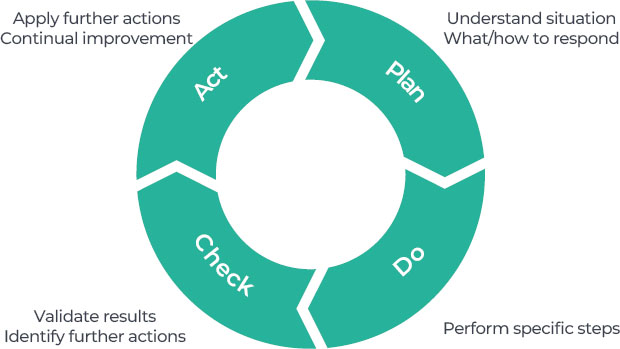 Apply further actions
Continual improvement
Understand situation
What/how to respond
Act
Plan
Check
Do
Validate results
Identify further actions
Perform specific steps